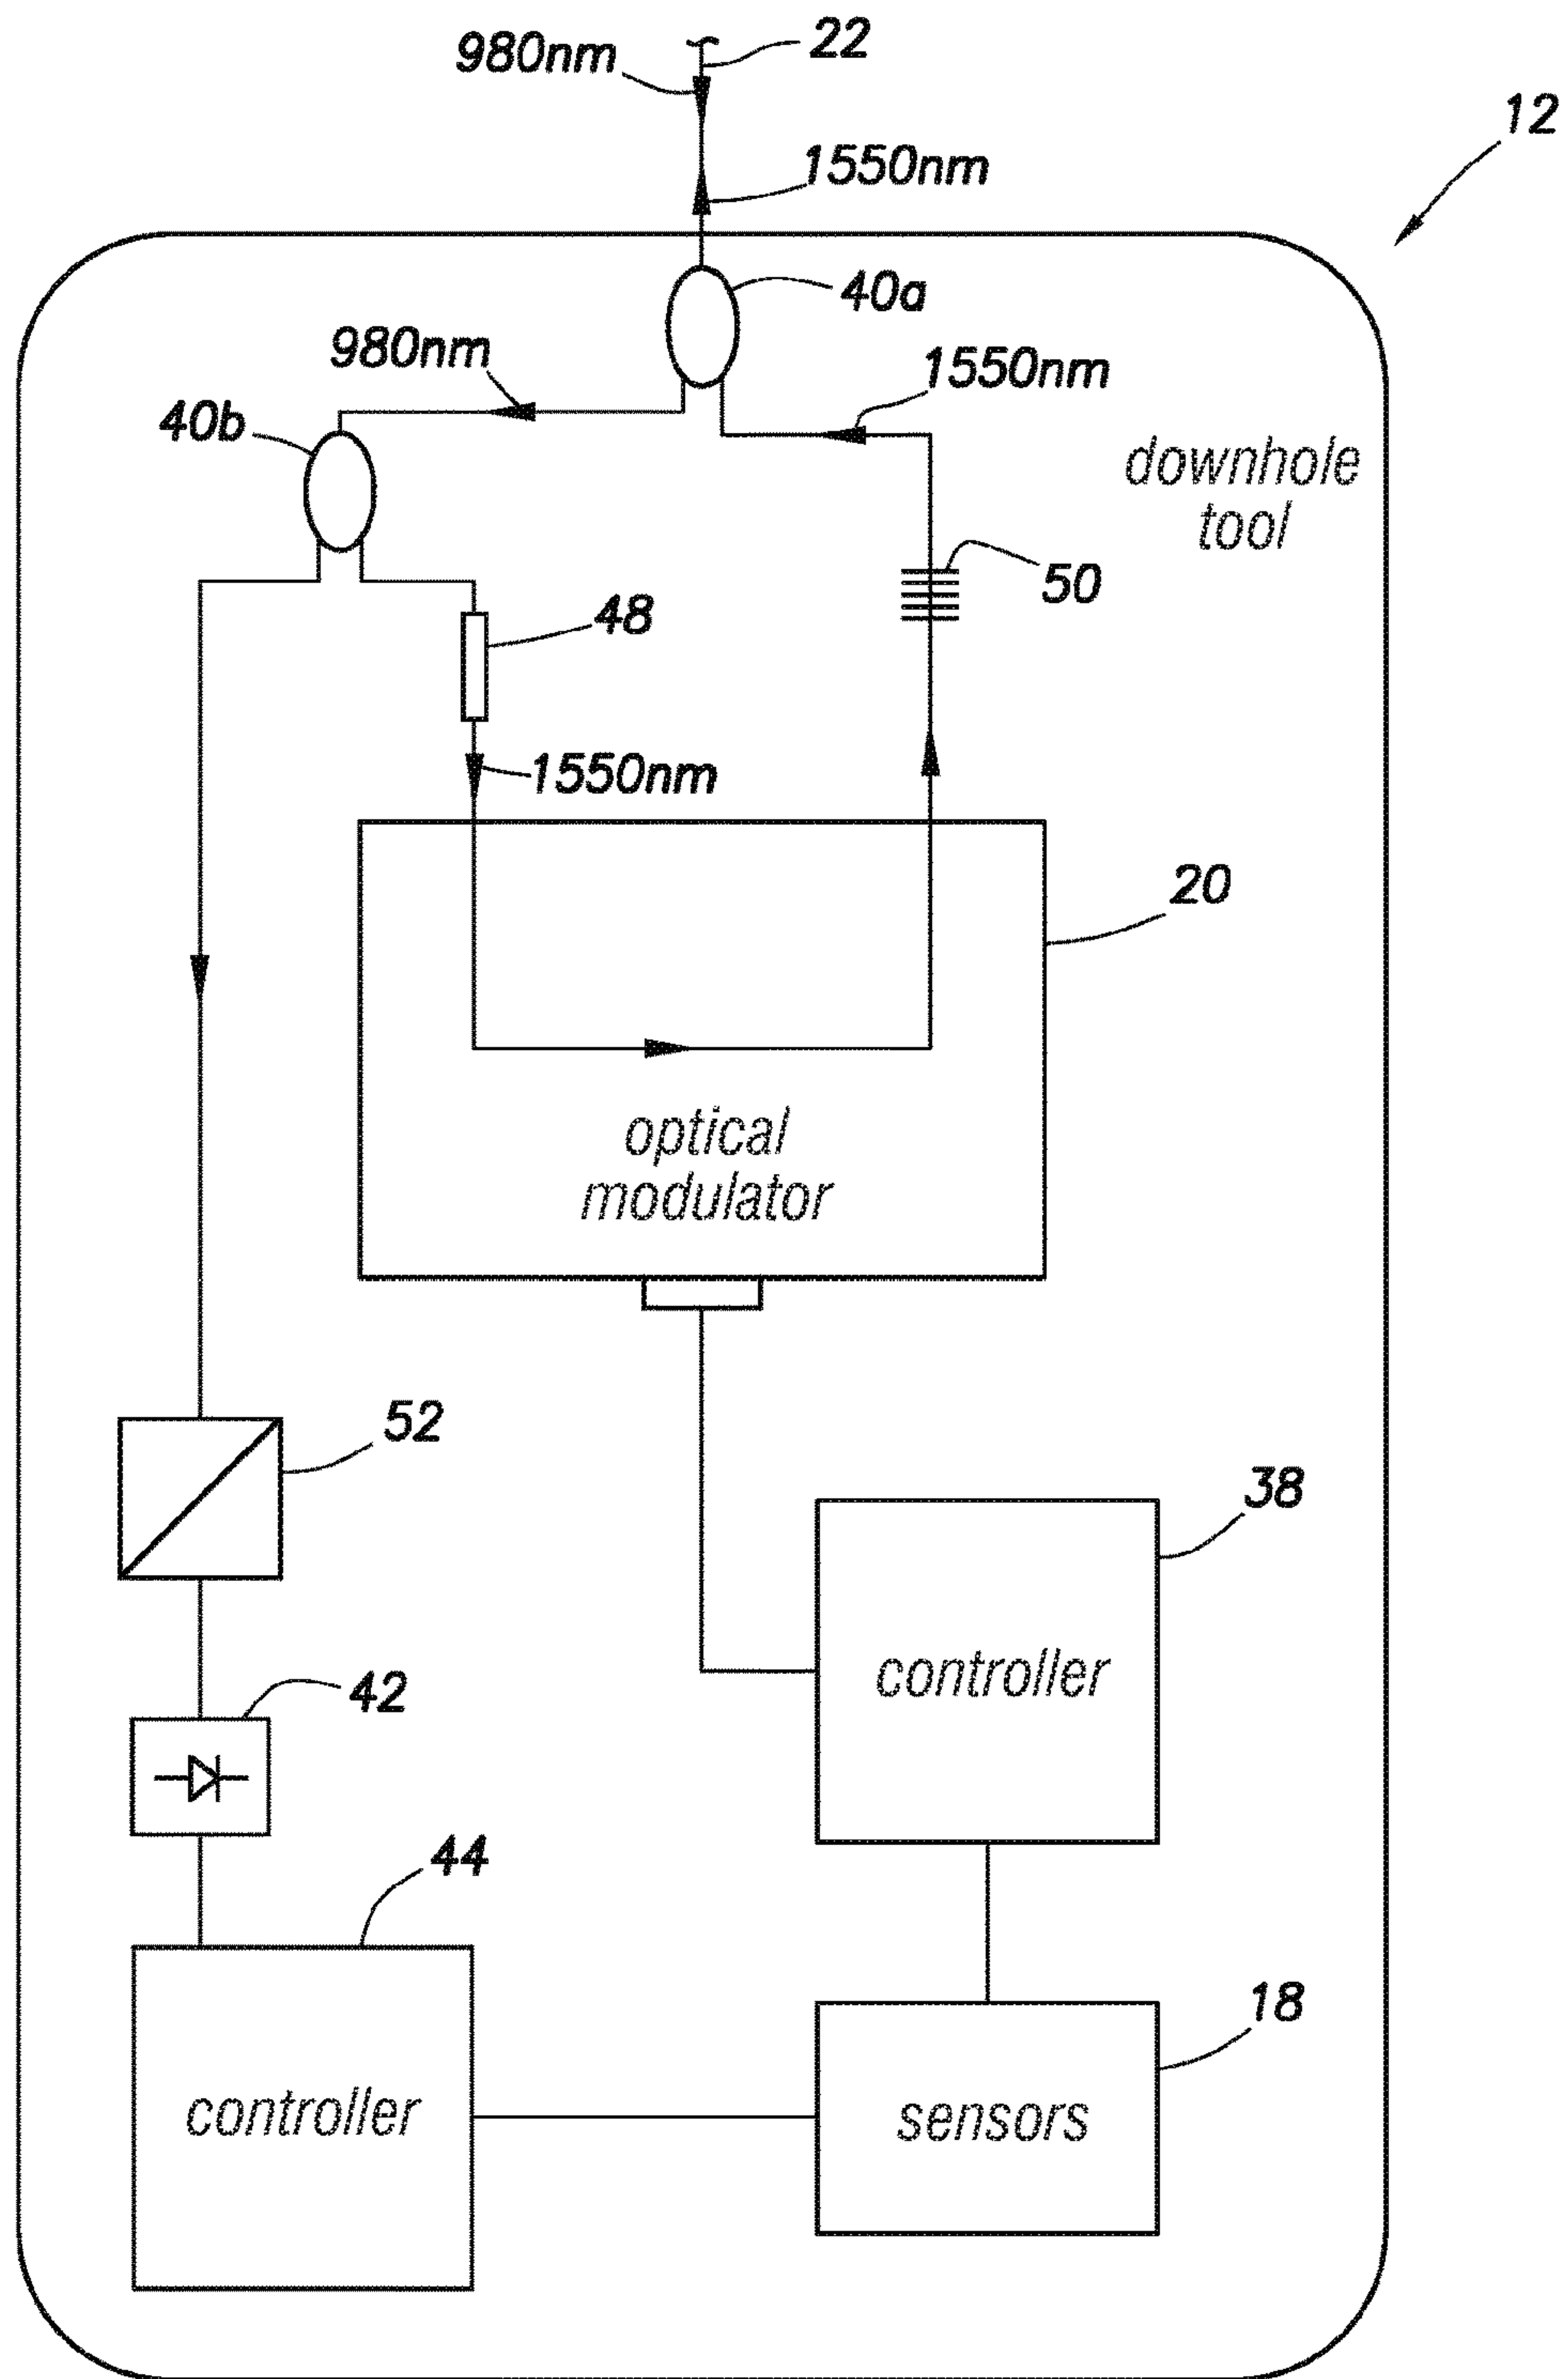 22
980nm
12
1550nm
40a
980nm
1550nm
40b
downhole
tool
50
48
1550nm
20
optical
modulator
52
38
controller
42
44
18
controller
sensors